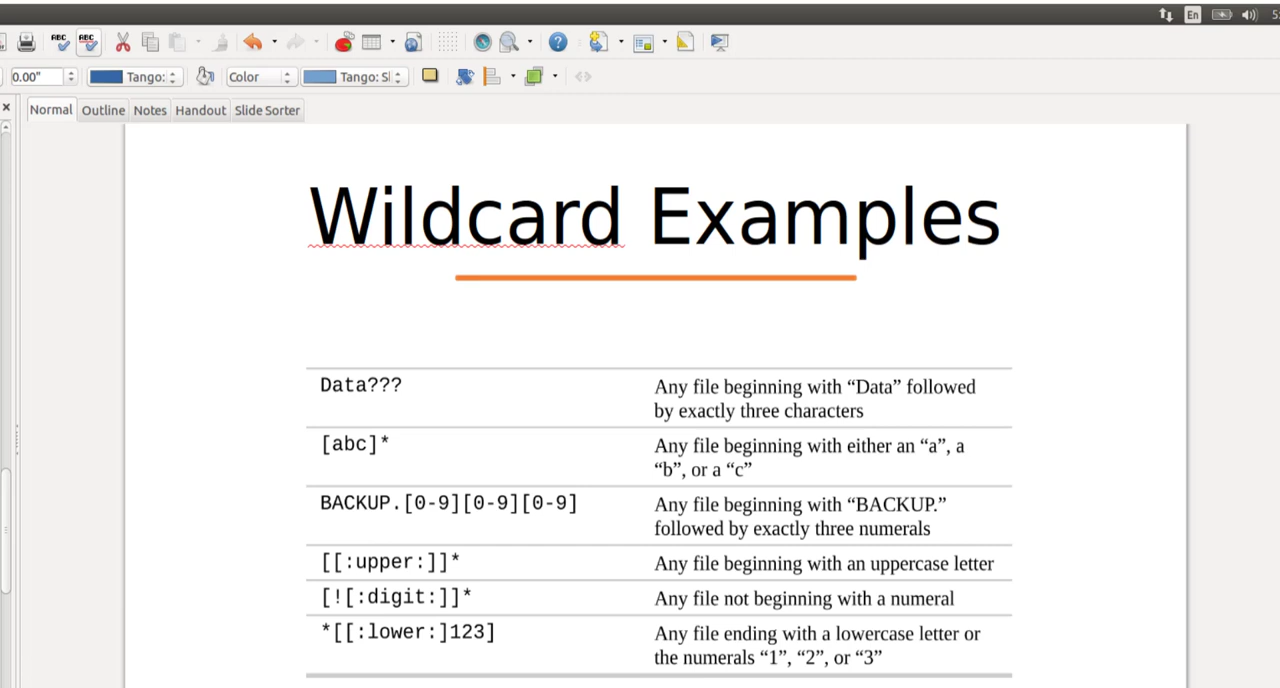 En
0.00"
Tango:
Color
Tango: Sl
Normal Outline Notes Handout Slide Sorter
Wildcard Examples
Data??? Any file beginning with “Data” followed
by exactly three characters
[abc]* Any file beginning with either an “a”, a
“b”, or a “c”
BACKUP.[0-9][0-9][0-9] Any file beginning with “BACKUP.”
followed by exactly three numerals
[[:upper:]]* Any file beginning with an uppercase letter
[![:digit:]]* Any file not beginning with a numeral
*[[:lower:]123] Any file ending with a lowercase letter or
the numerals “1”, “2”, or “3”